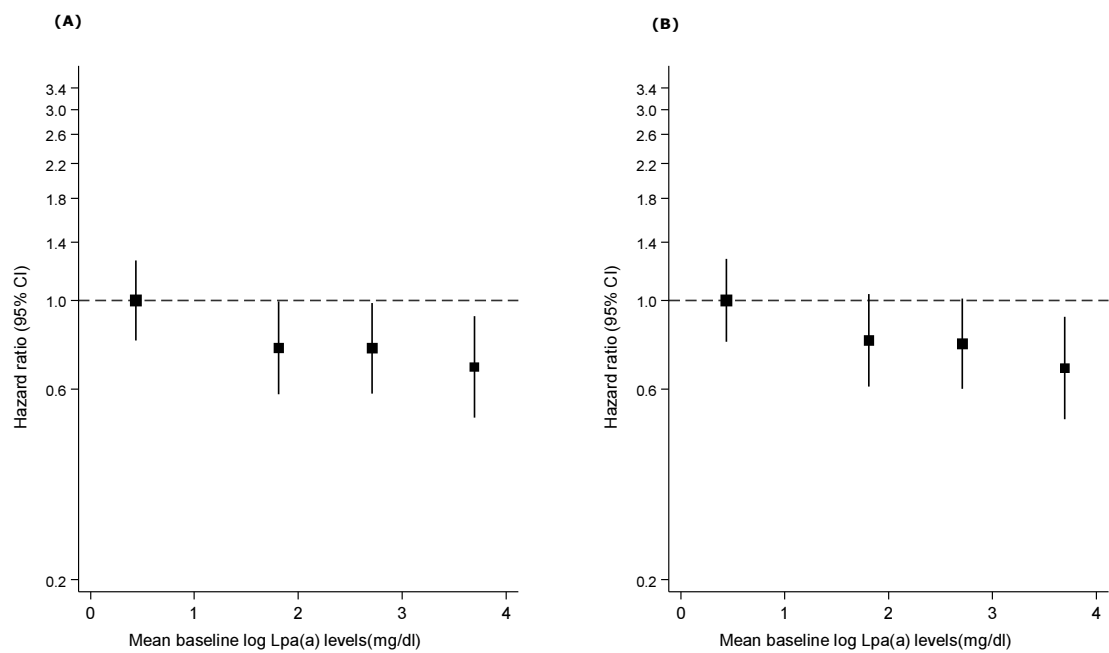 (A)
3.4
3.0
2.6
2.2
1.8
1.4
1.0
0.6
0.2
Hazard ratio (95% CI)
0 1 2 3 4
Mean baseline log Lpa(a) levels(mg/dl)
(B)
3.4
3.0
2.6
2.2
1.8
1.4
1.0
0.6
0.2
Hazard ratio (95% CI)
0 1 2 3 4
Mean baseline log Lpa(a) levels(mg/dl)